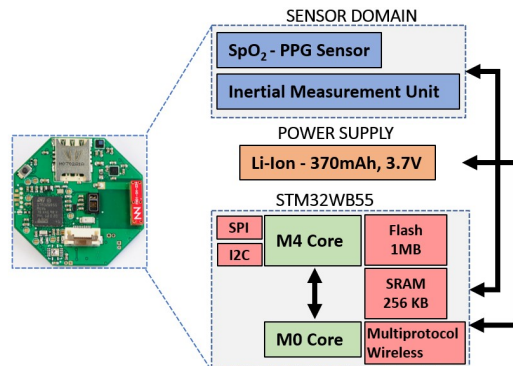 SENSOR DOMAIN
SpO₂ - PPG Sensor
Inertial Measurement Unit
POWER SUPPLY
Li-Ion - 370mAh, 3.7V
STM32WB55
SPI
I2C
M4 Core
Flash
1MB
SRAM
256 KB
M0 Core
Multiprotocol
Wireless